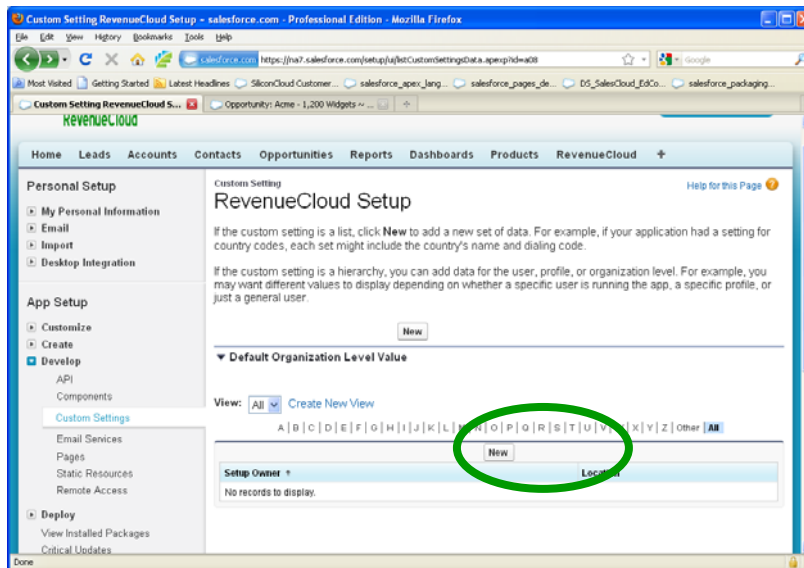 Custom Setting RevenueCloud Setup ~ salesforce.com - Professional Edition - Mozilla Firefox
File Edit View History Bookmarks Tools Help
salesforce.com https://na7.salesforce.com/setup/ui/listCustomSettingsData.apexp?id=a08 Google
Most Visited Getting Started Latest Headlines SiliconCloud Customer... salesforce_apex_lang... salesforce_pages_de... DS_SalesCloud_EdCo... salesforce_packaging...
Custom Setting RevenueCloud S... Opportunity: Acme - 1,200 Widgets ~ ...
RevenueCloud
Home Leads Accounts Contacts Opportunities Reports Dashboards Products RevenueCloud +
Personal Setup
My Personal Information
Email
Import
Desktop Integration
App Setup
Customize
Create
Develop
API
Components
Custom Settings
Email Services
Pages
Static Resources
Remote Access
Deploy
View Installed Packages
Critical Updates
Custom Setting
RevenueCloud Setup
Help for this Page
If the custom setting is a list, click New to add a new set of data. For example, if your application had a setting for
country codes, each set might include the country's name and dialing code.
If the custom setting is a hierarchy, you can add data for the user, profile, or organization level. For example, you
may want different values to display depending on whether a specific user is running the app, a specific profile, or
just a general user.
New
Default Organization Level Value
View: All Create New View
A | B | C | D | E | F | G | H | I | J | K | L | M | N | O | P | Q | R | S | T | U | V | W | X | Y | Z | Other All
New
Setup Owner ↑ Location
No records to display.
Done